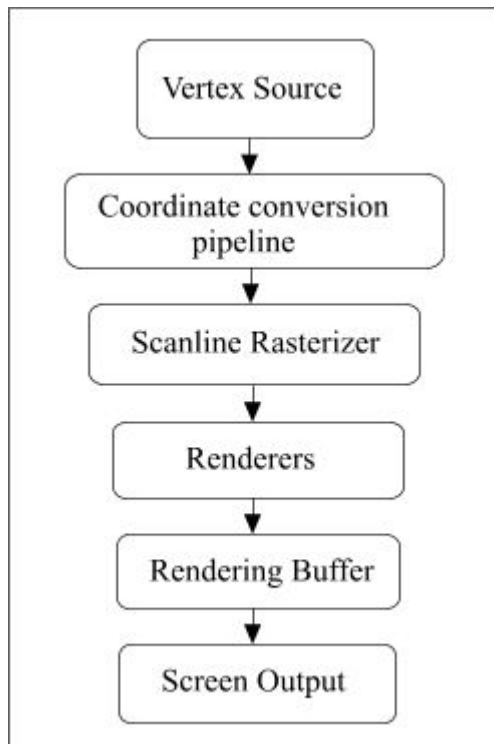 Vertex Source
Coordinate conversion
pipeline
Scanline Rasterizer
Renderers
Rendering Buffer
Screen Output